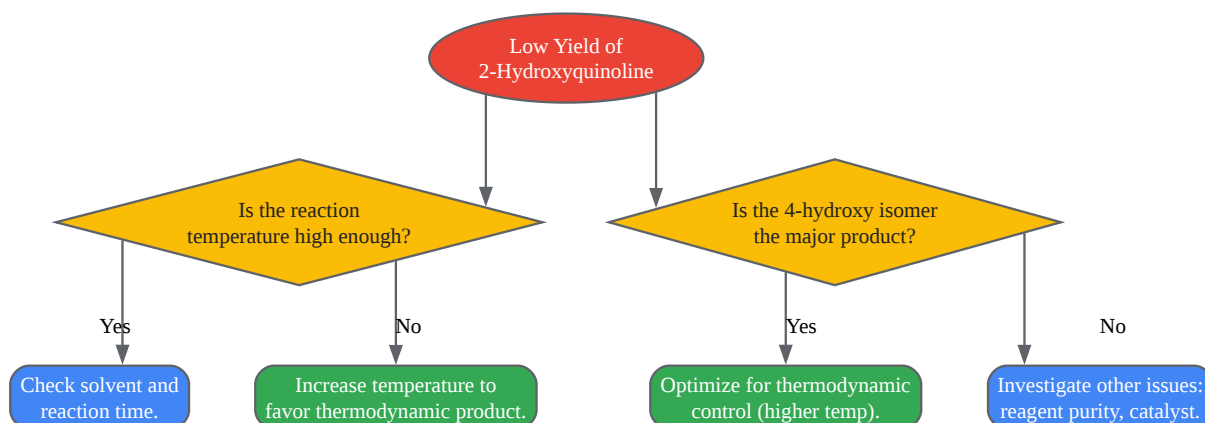 Low Yield of
2-Hydroxyquinoline
Is the reaction
temperature high enough?
Is the 4-hydroxy isomer
the major product?
Yes
No
Yes
No
Check solvent and
reaction time.
Increase temperature to
favor thermodynamic product.
Optimize for thermodynamic
control (higher temp).
Investigate other issues:
reagent purity, catalyst.